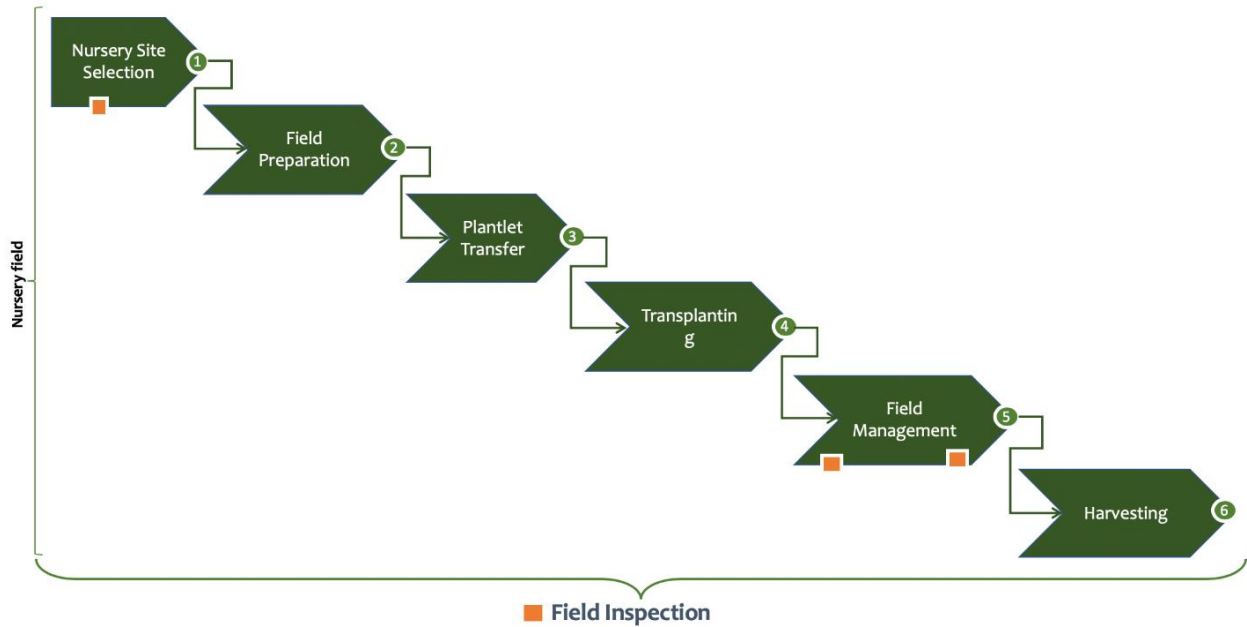 Nursery Site
Selection
1
Field
Preparation
2
Plantlet
Transfer
3
Nursery field
Transplantin
g
4
Field
Management
5
Harvesting
6
Field Inspection